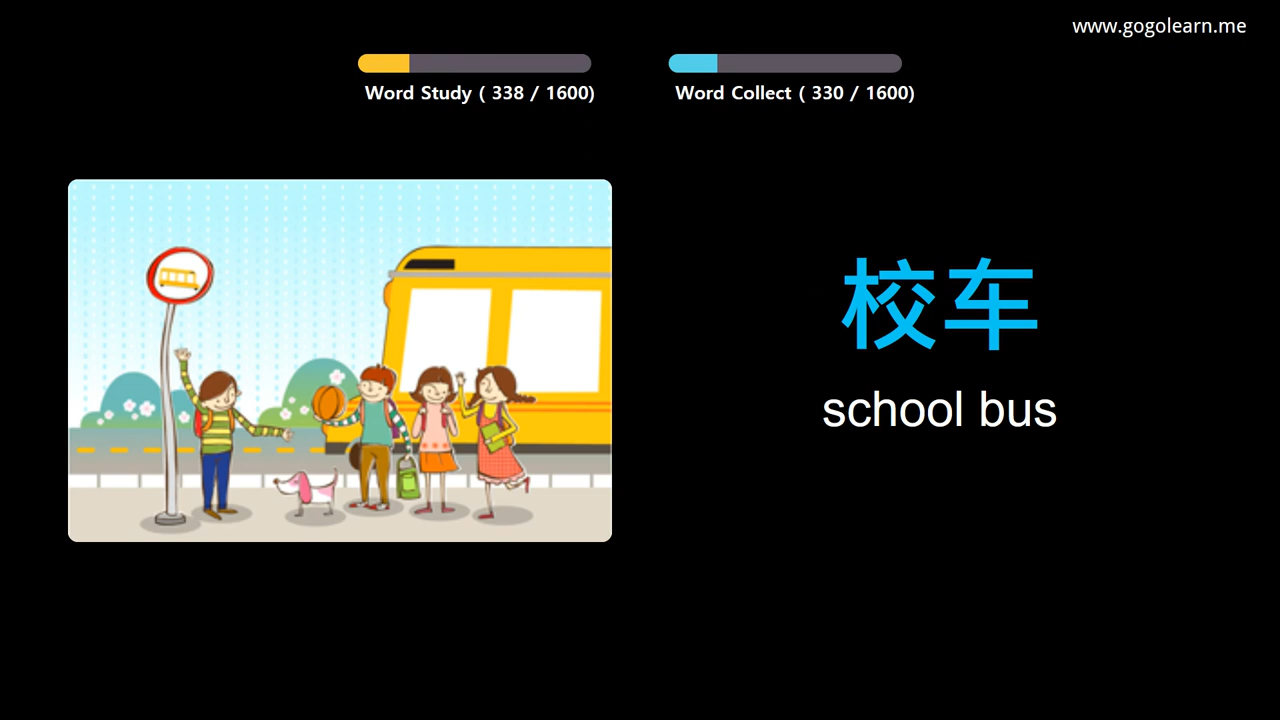 www.gogolearn.me
Word Study ( 338 / 1600)
Word Collect ( 330 / 1600)
校车
school bus